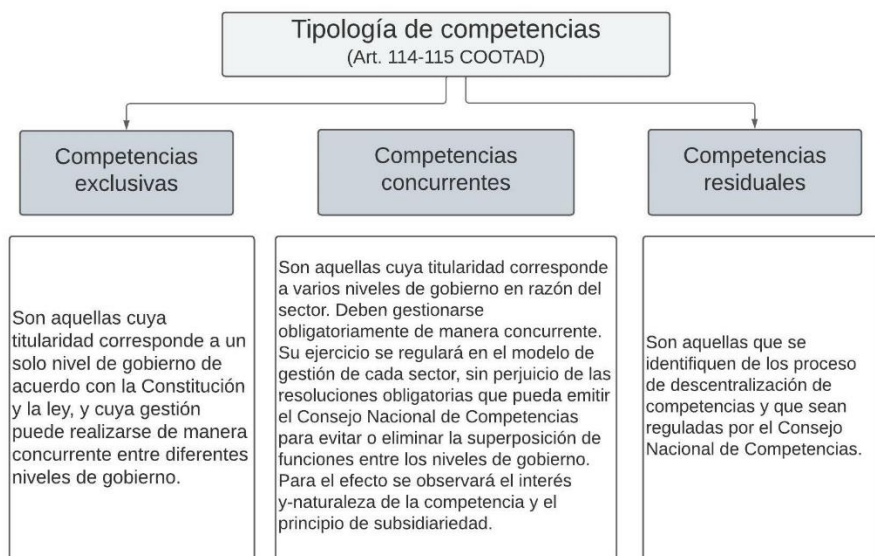 Tipología de competencias
(Art. 114-115 COOTAD)
Competencias
exclusivas
Competencias
concurrentes
Competencias
residuales
Son aquellas cuya
titularidad corresponde a un
solo nivel de gobierno de
acuerdo con la Constitución
y la ley, y cuya gestión
puede realizarse de manera
concurrente entre diferentes
niveles de gobierno.
Son aquellas cuya titularidad corresponde
a varios niveles de gobierno en razón del
sector. Deben gestionarse
obligatoriamente de manera concurrente.
Su ejercicio se regulará en el modelo de
gestión de cada sector, sin perjuicio de las
resoluciones obligatorias que pueda emitir
el Consejo Nacional de Competencias
para evitar o eliminar la superposición de
funciones entre los niveles de gobierno.
Para el efecto se observará el interés
y-naturaleza de la competencia y el
principio de subsidiariedad.
Son aquellas que se
identifiquen de los proceso
de descentralización de
competencias y que sean
reguladas por el Consejo
Nacional de Competencias.